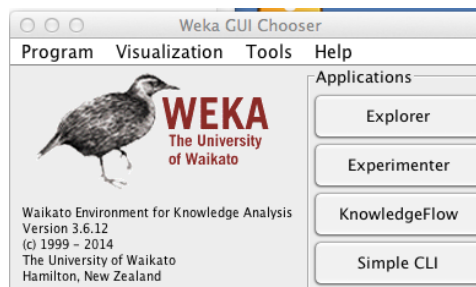 Weka GUI Chooser
Program Visualization Tools Help
Applications
WEKA
The University
of Waikato
Explorer
Experimenter
KnowledgeFlow
Simple CLI
Waikato Environment for Knowledge Analysis
Version 3.6.12
(c) 1999 – 2014
The University of Waikato
Hamilton, New Zealand